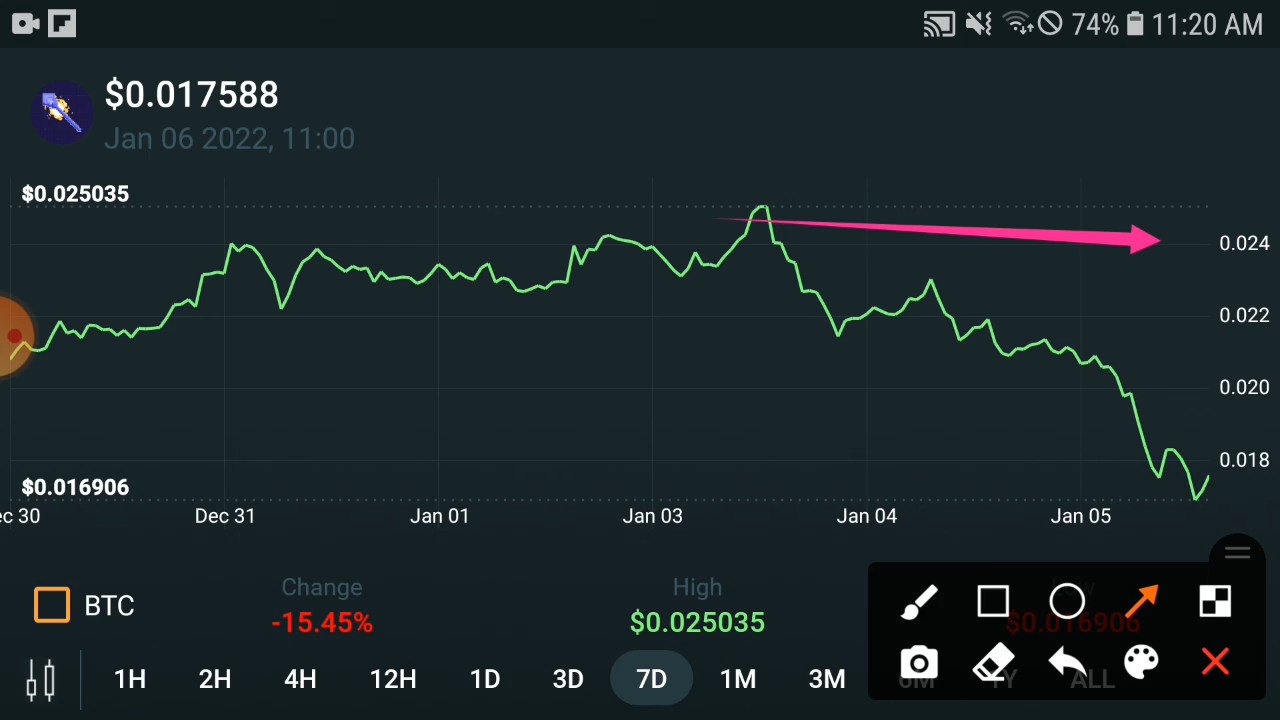 74% 11:20 AM
$0.017588
Jan 06 2022, 11:00
$0.025035
0.024
0.022
0.020
0.018
$0.016906
ec 30 Dec 31 Jan 01 Jan 03 Jan 04 Jan 05
BTC
Change High
-15.45% $0.025035 $0.016906
1H 2H 4H 12H 1D 3D 7D 1M 3M 6M 1Y ALL